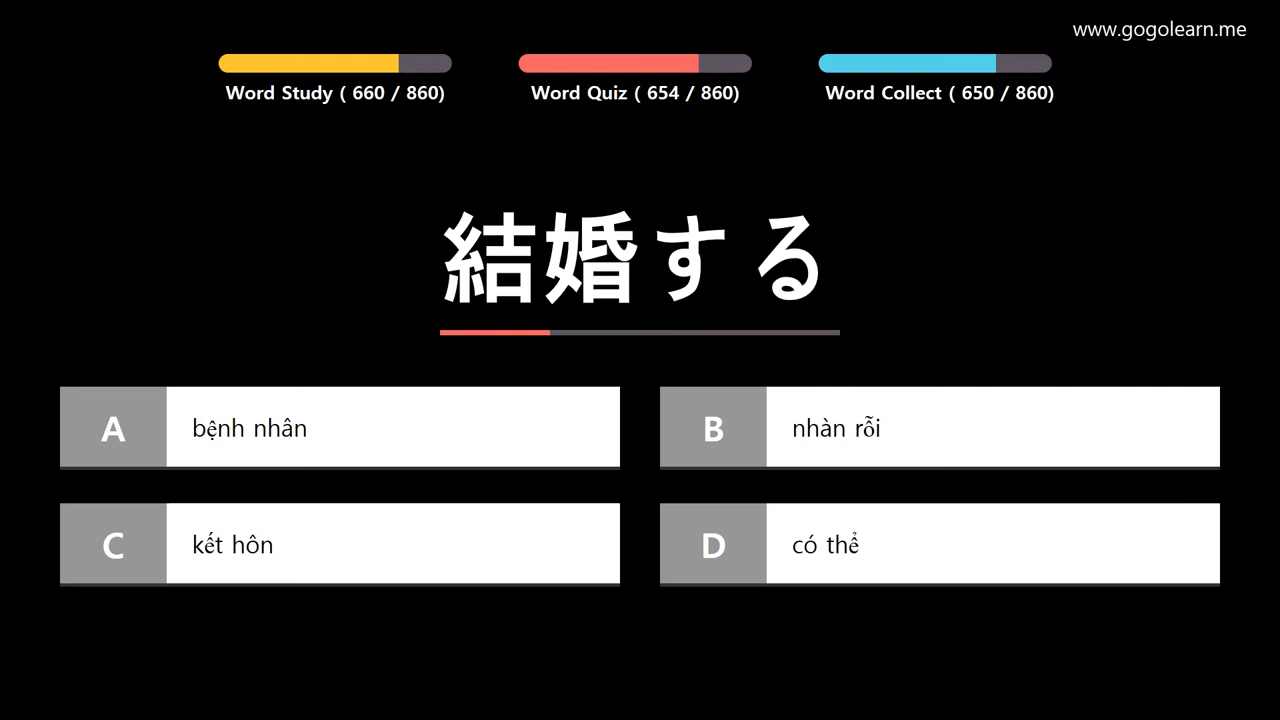 www.gogolearn.me
Word Study ( 660 / 860)
Word Quiz ( 654 / 860)
Word Collect ( 650 / 860)
結婚する
A bệnh nhân
B nhàn rỗi
C kết hôn
D có thể